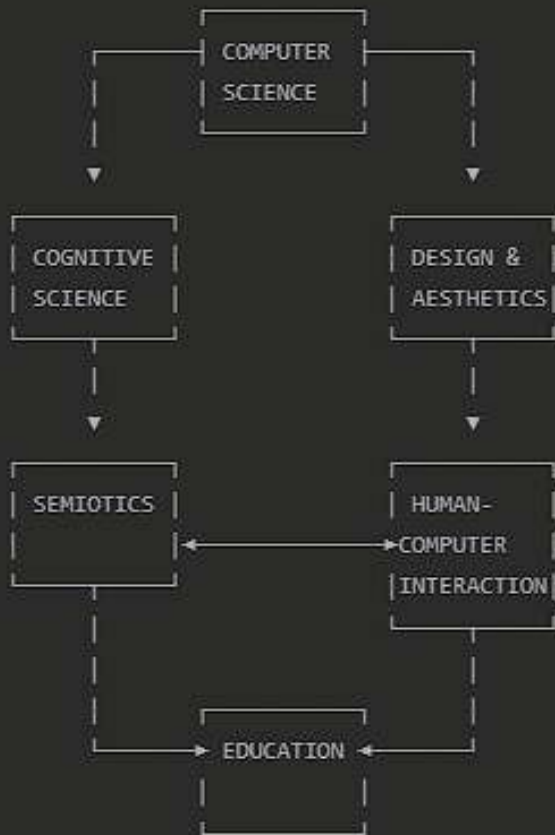 COMPUTER
SCIENCE
COGNITIVE
SCIENCE
DESIGN &
AESTHETICS
SEMIOTICS
HUMAN-
COMPUTER
INTERACTION
EDUCATION